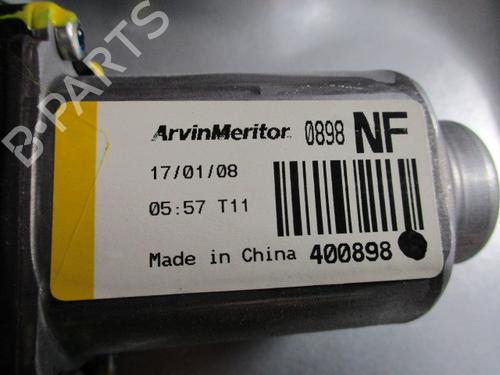 B-PARTS
ArvinMeritor 0898 NF
17/01/08
05:57 T11
Made in China 400898